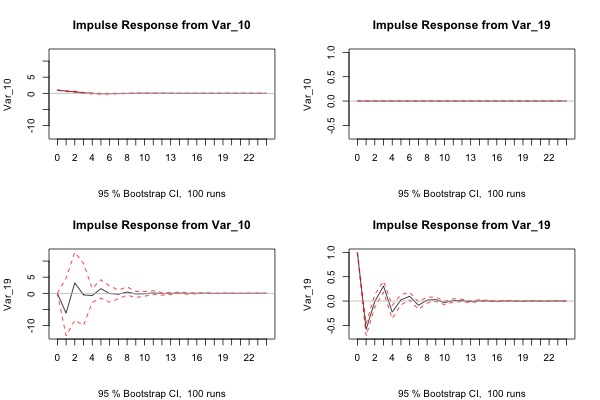 Impulse Response from Var_10
Var_10
5
0
-10
0 2 4 6 8 10 13 16 19 22
95 % Bootstrap CI, 100 runs
Impulse Response from Var_19
Var_10
1.0
0.5
0.0
-0.5
0 2 4 6 8 10 13 16 19 22
95 % Bootstrap CI, 100 runs
Impulse Response from Var_10
Var_19
5
0
-10
0 2 4 6 8 10 13 16 19 22
95 % Bootstrap CI, 100 runs
Impulse Response from Var_19
Var_19
1.0
0.5
0.0
-0.5
0 2 4 6 8 10 13 16 19 22
95 % Bootstrap CI, 100 runs